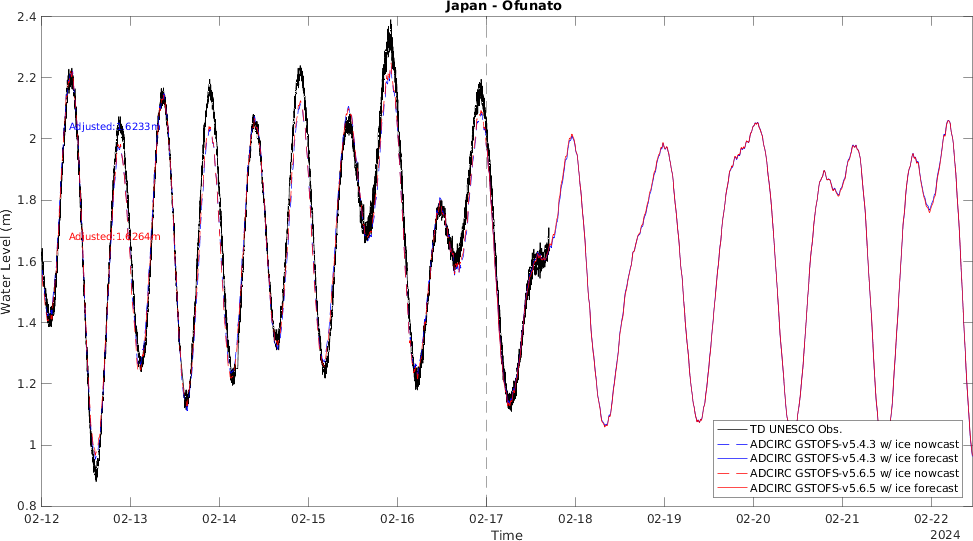 Japan - Ofunato
2.4
2.2
2
1.8
1.6
1.4
1.2
1
0.8
Water Level (m)
Adjusted:1.6233m
Adjusted:1.6264m
TD UNESCO Obs.
ADCIRC GSTOFS-v5.4.3 w/ ice nowcast
ADCIRC GSTOFS-v5.4.3 w/ ice forecast
ADCIRC GSTOFS-v5.6.5 w/ ice nowcast
ADCIRC GSTOFS-v5.6.5 w/ ice forecast
02-12 02-13 02-14 02-15 02-16 02-17 02-18 02-19 02-20 02-21 02-22
Time
2024